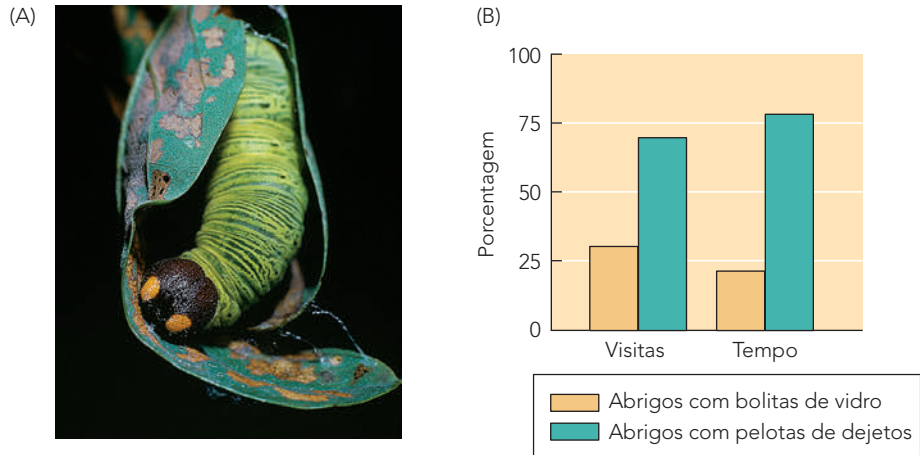 (A)
(B)
100
75
50
25
0
Porcentagem
Visitas
Tempo
Abrigos com bolitas de vidro
Abrigos com pelotas de dejetos